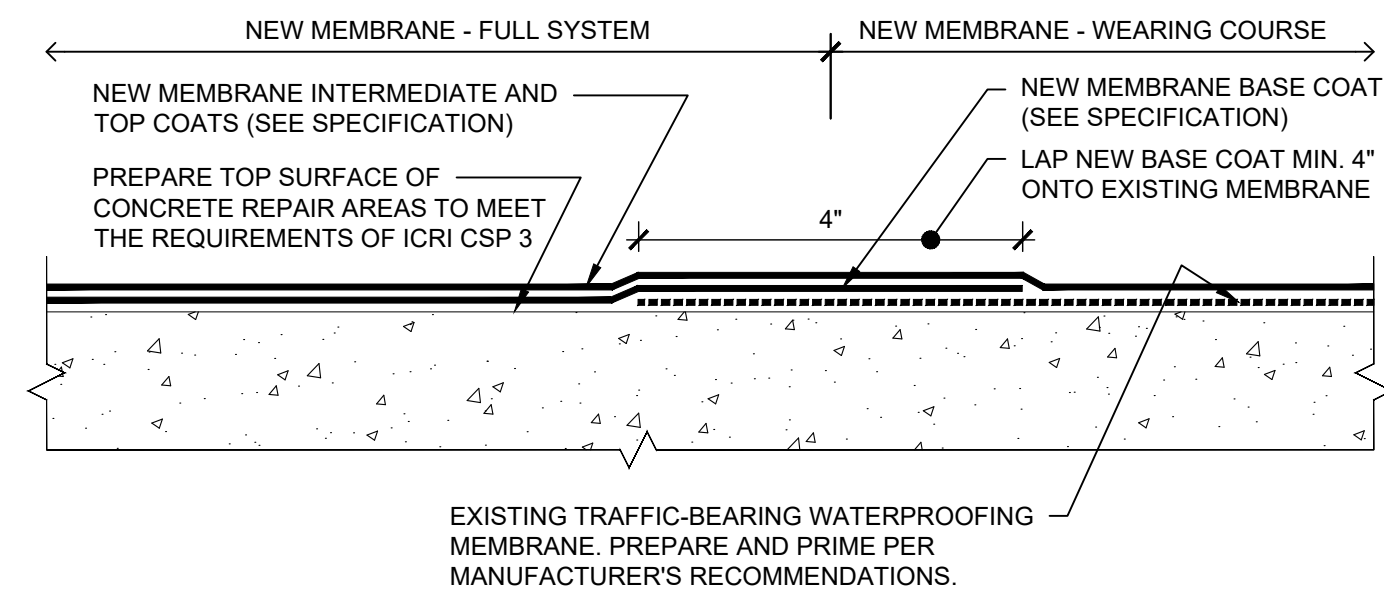 NEW MEMBRANE - FULL SYSTEM
NEW MEMBRANE - WEARING COURSE
NEW MEMBRANE INTERMEDIATE AND
TOP COATS (SEE SPECIFICATION)
NEW MEMBRANE BASE COAT
(SEE SPECIFICATION)
PREPARE TOP SURFACE OF
CONCRETE REPAIR AREAS TO MEET
THE REQUIREMENTS OF ICRI CSP 3
LAP NEW BASE COAT MIN. 4"
ONTO EXISTING MEMBRANE
4"
EXISTING TRAFFIC-BEARING WATERPROOFING
MEMBRANE. PREPARE AND PRIME PER
MANUFACTURER'S RECOMMENDATIONS.